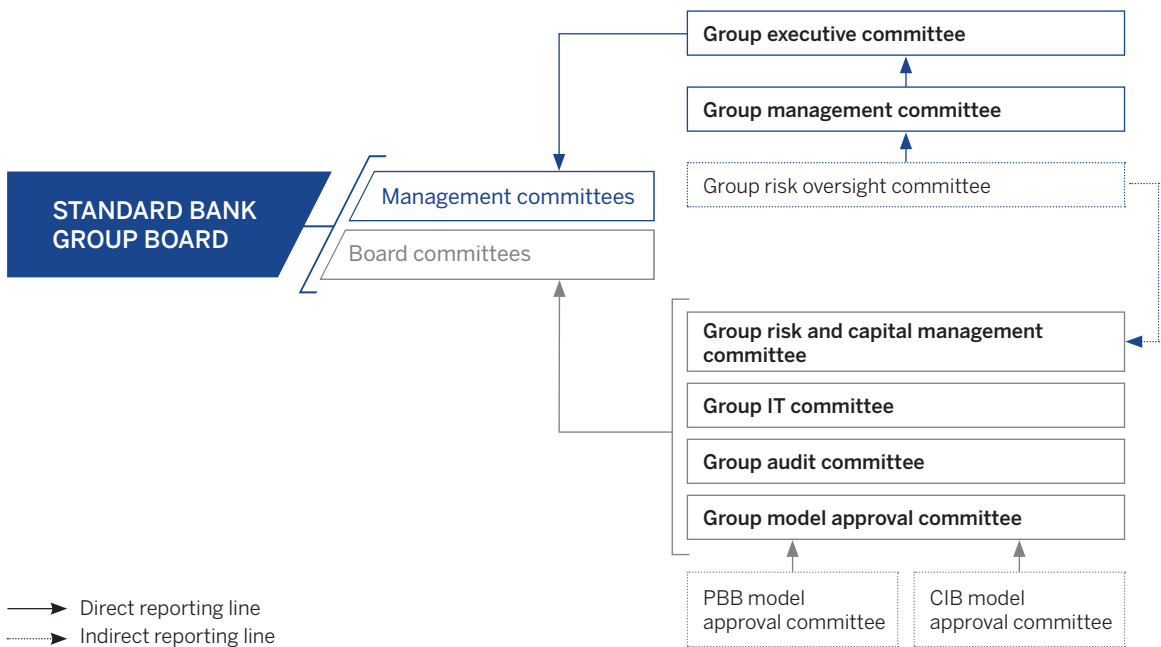 Group executive committee
Group management committee
Group risk oversight committee
STANDARD BANK
GROUP BOARD
Management committees
Board committees
Group risk and capital management
committee
Group IT committee
Group audit committee
Group model approval committee
PBB model
approval committee
CIB model
approval committee
Direct reporting line
Indirect reporting line